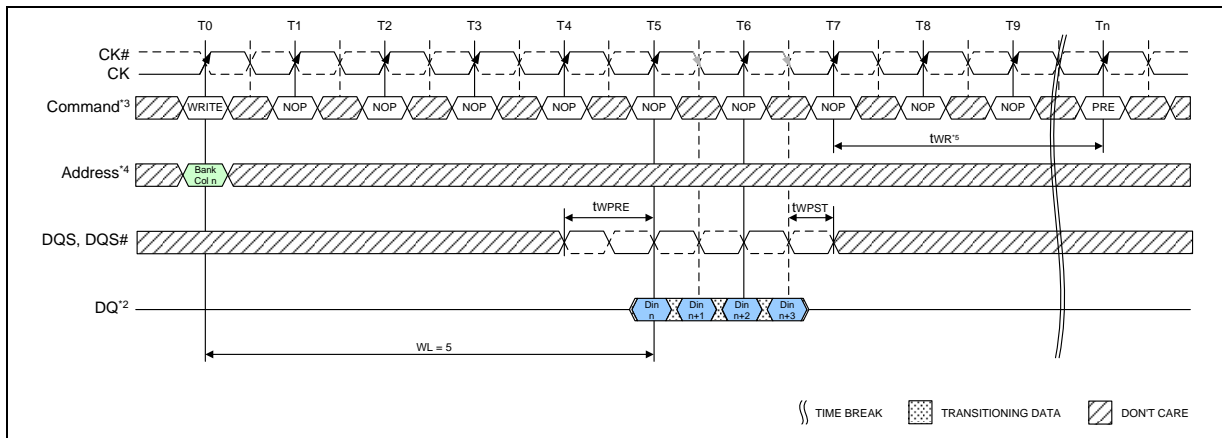 T0 T1 T2 T3 T4 T5 T6 T7 T8 T9 Tn
CK#
CK
Command*3 WRITE NOP NOP NOP NOP NOP NOP NOP NOP NOP PRE
tWR*5
Address*4 Bank
Col n
tWPRE tWPST
DQS, DQS#
DQ*2 Din
n Din
n+1 Din
n+2 Din
n+3
WL = 5
TIME BREAK TRANSITIONING DATA DON'T CARE